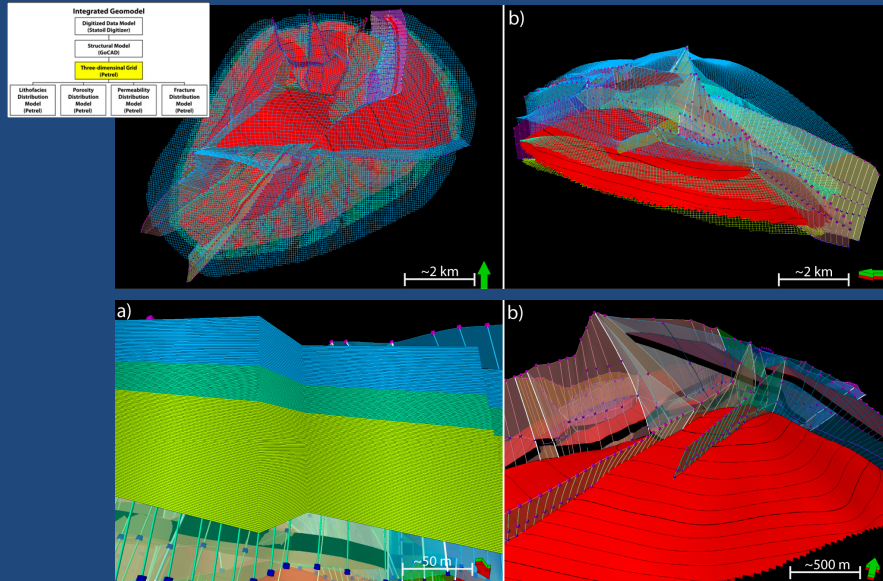 Integrated Geomodel
Digitized Data Model
(Statoil Digitizer)
Structural Model
(GoCAD)
Three-dimensinal Grid
(Petrel)
Lithofacies
Distribution
Model
(Petrel)
Porosity
Distribution
Model
(Petrel)
Permeability
Distribution
Model
(Petrel)
Fracture
Distribution
Model
(Petrel)
~2 km
b)
~2 km
a)
~50 m
b)
~500 m